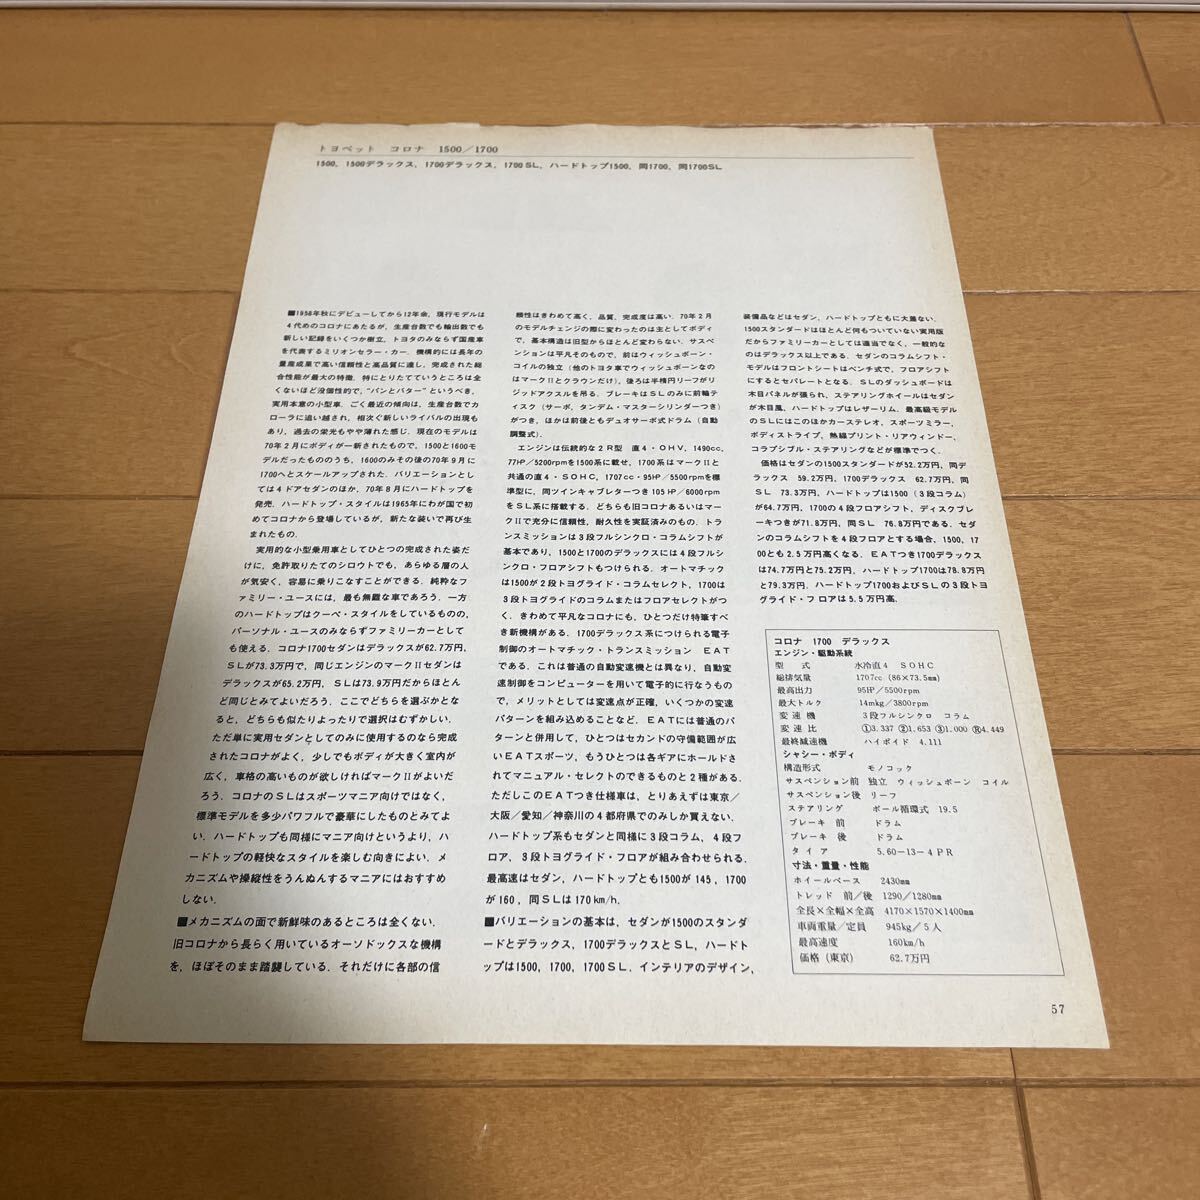 トヨペット コロナ 1500／1700
1500，1500デラックス，1700デラックス，1700 SL，ハードトップ1500，同1700，同1700SL
■1956年秋にデビューしてから12年余，現行モデルは
4代めのコロナにあたるが，生産台数でも輸出数でも
新しい記録をいくつか樹立，トヨタのみならず国産車
を代表するミリオンセラー・カー．機構的には長年の
量産成果で高い信頼性と高品質に達し，完成された総
合性能が最大の特徴．特にとりたてていうところは全
くないほど没個性的で，“パンとバター”というべき，
実用本意の小型車．ごく最近の傾向は，生産台数でカ
ローラに追い越され，相次ぐ新しいライバルの出現も
あり，過去の栄光もやや薄れた感じ．現在のモデルは
70年2月にボディが一新されたもので，1500と1600モ
デルだったもののうち，1600のみその後の70年9月に
1700へとスケールアップされた．バリエーションとし
ては4ドアセダンのほか，70年8月にハードトップを
発売．ハードトップ・スタイルは1965年にわが国で初
めてコロナから登場しているが，新たな装いで再び生
まれたもの．
実用的な小型乗用車としてひとつの完成された姿だ
けに，免許取りたてのシロウトでも，あらゆる層の人
が気安く，容易に乗りこなすことができる．純粋なフ
ァミリー・ユースには，最も無難な車であろう．一方
のハードトップはクーペ・スタイルをしているものの，
パーソナル・ユースのみならずファミリーカーとして
も使える．コロナ1700セダンはデラックスが62.7万円，
SLが73.3万円で，同じエンジンのマークⅡセダンは
デラックスが65.2万円，SLは73.9万円だからほとん
ど同じとみてよいだろう．ここでどちらを選ぶかとな
ると，どちらも似たりよったりで選択はむずかしい．
ただ単に実用セダンとしてのみに使用するのなら完成
されたコロナがよく，少しでもボディが大きく室内が
広く，車格の高いものが欲しければマークⅡがよいだ
ろう．コロナのSLはスポーツマニア向けではなく，
標準モデルを多少パワフルで豪華にしたものとみてよ
い．ハードトップも同様にマニア向けというより，ハ
ードトップの軽快なスタイルを楽しむ向きによい．メ
カニズムや操縦性をうんぬんするマニアにはおすすめ
しない．
■メカニズムの面で新鮮味のあるところは全くない．
旧コロナから長らく用いているオーソドックスな機構
を，ほぼそのまま踏襲している．それだけに各部の信
頼性はきわめて高く，品質，完成度は高い．70年2月
のモデルチェンジの際に変わったのは主としてボディ
で，基本構造は旧型からほとんど変わらない．サスペ
ンションは平凡そのもので，前はウィッシュボーン・
コイルの独立（他のトヨタ車でウィッシュボーンなの
はマークⅡとクラウンだけ），後ろは半楕円リーフがリ
ジッドアクスルを吊る．ブレーキはSLのみに前輪デ
ィスク（サーボ，タンデム・マスターシリンダーつき）
がつき，ほかは前後ともデュオサーボ式ドラム（自動
調整式）．
エンジンは伝統的な2R型 直4・OHV，1490cc，
77HP／5200rpmを1500系に載せ，1700系はマークⅡと
共通の直4・SOHC，1707cc・95HP／5500rpmを標
準型に，同ツインキャブレターつき105HP／6000rpm
をSL系に搭載する．どちらも旧コロナあるいはマー
クⅡで充分に信頼性，耐久性を実証済みのもの．トラ
ンスミッションは3段フルシンクロ・コラムシフトが
基本であり，1500と1700のデラックスには4段フルシ
ンクロ・フロアシフトもつけられる．オートマチック
は1500が2段トヨグライド・コラムセレクト，1700は
3段トヨグライドのコラムまたはフロアセレクトがつ
く．きわめて平凡なコロナにも，ひとつだけ特筆すべ
き新機構がある．1700デラックス系につけられる電子
制御のオートマチック・トランスミッション EAT
である．これは普通の自動変速機とは異なり，自動変
速制御をコンピューターを用いて電子的に行なうもの
で，メリットとしては変速点が正確，いくつかの変速
パターンを組み込めることなど．EATには普通のパ
ターンと併用して，ひとつはセカンドの守備範囲が広
いEATスポーツ，もうひとつは各ギアにホールドさ
れてマニュアル・セレクトのできるものと2種がある．
ただしこのEATつき仕様車は，とりあえずは東京／
大阪／愛知／神奈川の4都府県でのみしか買えない．
ハードトップ系もセダンと同様に3段コラム，4段フ
ロア，3段トヨグライド・フロアが組み合わせられる．
最高速はセダン，ハードトップとも1500が145，1700
が160，同SLは170km/h．
■バリエーションの基本は，セダンが1500のスタンダ
ードとデラックス，1700デラックスとSL，ハードト
ップは1500，1700，1700SL．インテリアのデザイン，
装備品などはセダン，ハードトップともに大差ない．
1500スタンダードはほとんど何もついていない実用版
だからファミリーカーとしては適当でなく，一般的な
のはデラックス以上である．セダンのコラムシフト・
モデルはフロントシートはベンチ式で，フロアシフト
にするとセパレートとなる．SLのダッシュボードは
木目パネルが張られ，ステアリングホイールはセダン
が木目風，ハードトップはレザーリム．最高級モデル
のSLにはこのほかカーステレオ，スポーツミラー，
ボディストライプ，熱線プリント・リアウィンドー，
コラプシブル・ステアリングなどが標準でつく．
価格はセダンの1500スタンダードが52.2万円，同デ
ラックス 59.2万円，1700デラックス 62.7万円，同
SL 73.3万円，ハードトップは1500（3段コラム）
が64.7万円，1700の4段フロアシフト，ディスクブレ
ーキつきが71.8万円，同SL 76.8万円である．セダ
ンのコラムシフトを4段フロアとする場合，1500，17
00とも2.5万円高くなる．EATつき1700デラックス
は74.7万円と75.2万円，ハードトップ1700は78.8万円
と79.3万円．ハードトップ1700およびSLの3段トヨ
グライド・フロアは5.5万円高．
コロナ 1700 デラックス
エンジン・駆動系統
型 式 水冷直4 SOHC
総排気量 1707cc（86×73.5mm）
最高出力 95HP／5500rpm
最大トルク 14mkg／3800rpm
変速機 3段フルシンクロ コラム
変速比 ①3.337 ②1.653 ③1.000 Ⓡ4.449
最終減速機 ハイポイド 4.111
シャシー・ボディ
構造形式 モノコック
サスペンション前 独立 ウィッシュボーン コイル
サスペンション後 リーフ
ステアリング ボール循環式 19.5
ブレーキ 前 ドラム
ブレーキ 後 ドラム
タイア 5.60-13-4PR
寸法・重量・性能
ホイールベース 2430mm
トレッド 前／後 1290／1280mm
全長×全幅×全高 4170×1570×1400mm
車両重量／定員 945kg／5人
最高速度 160km/h
価格（東京） 62.7万円
57